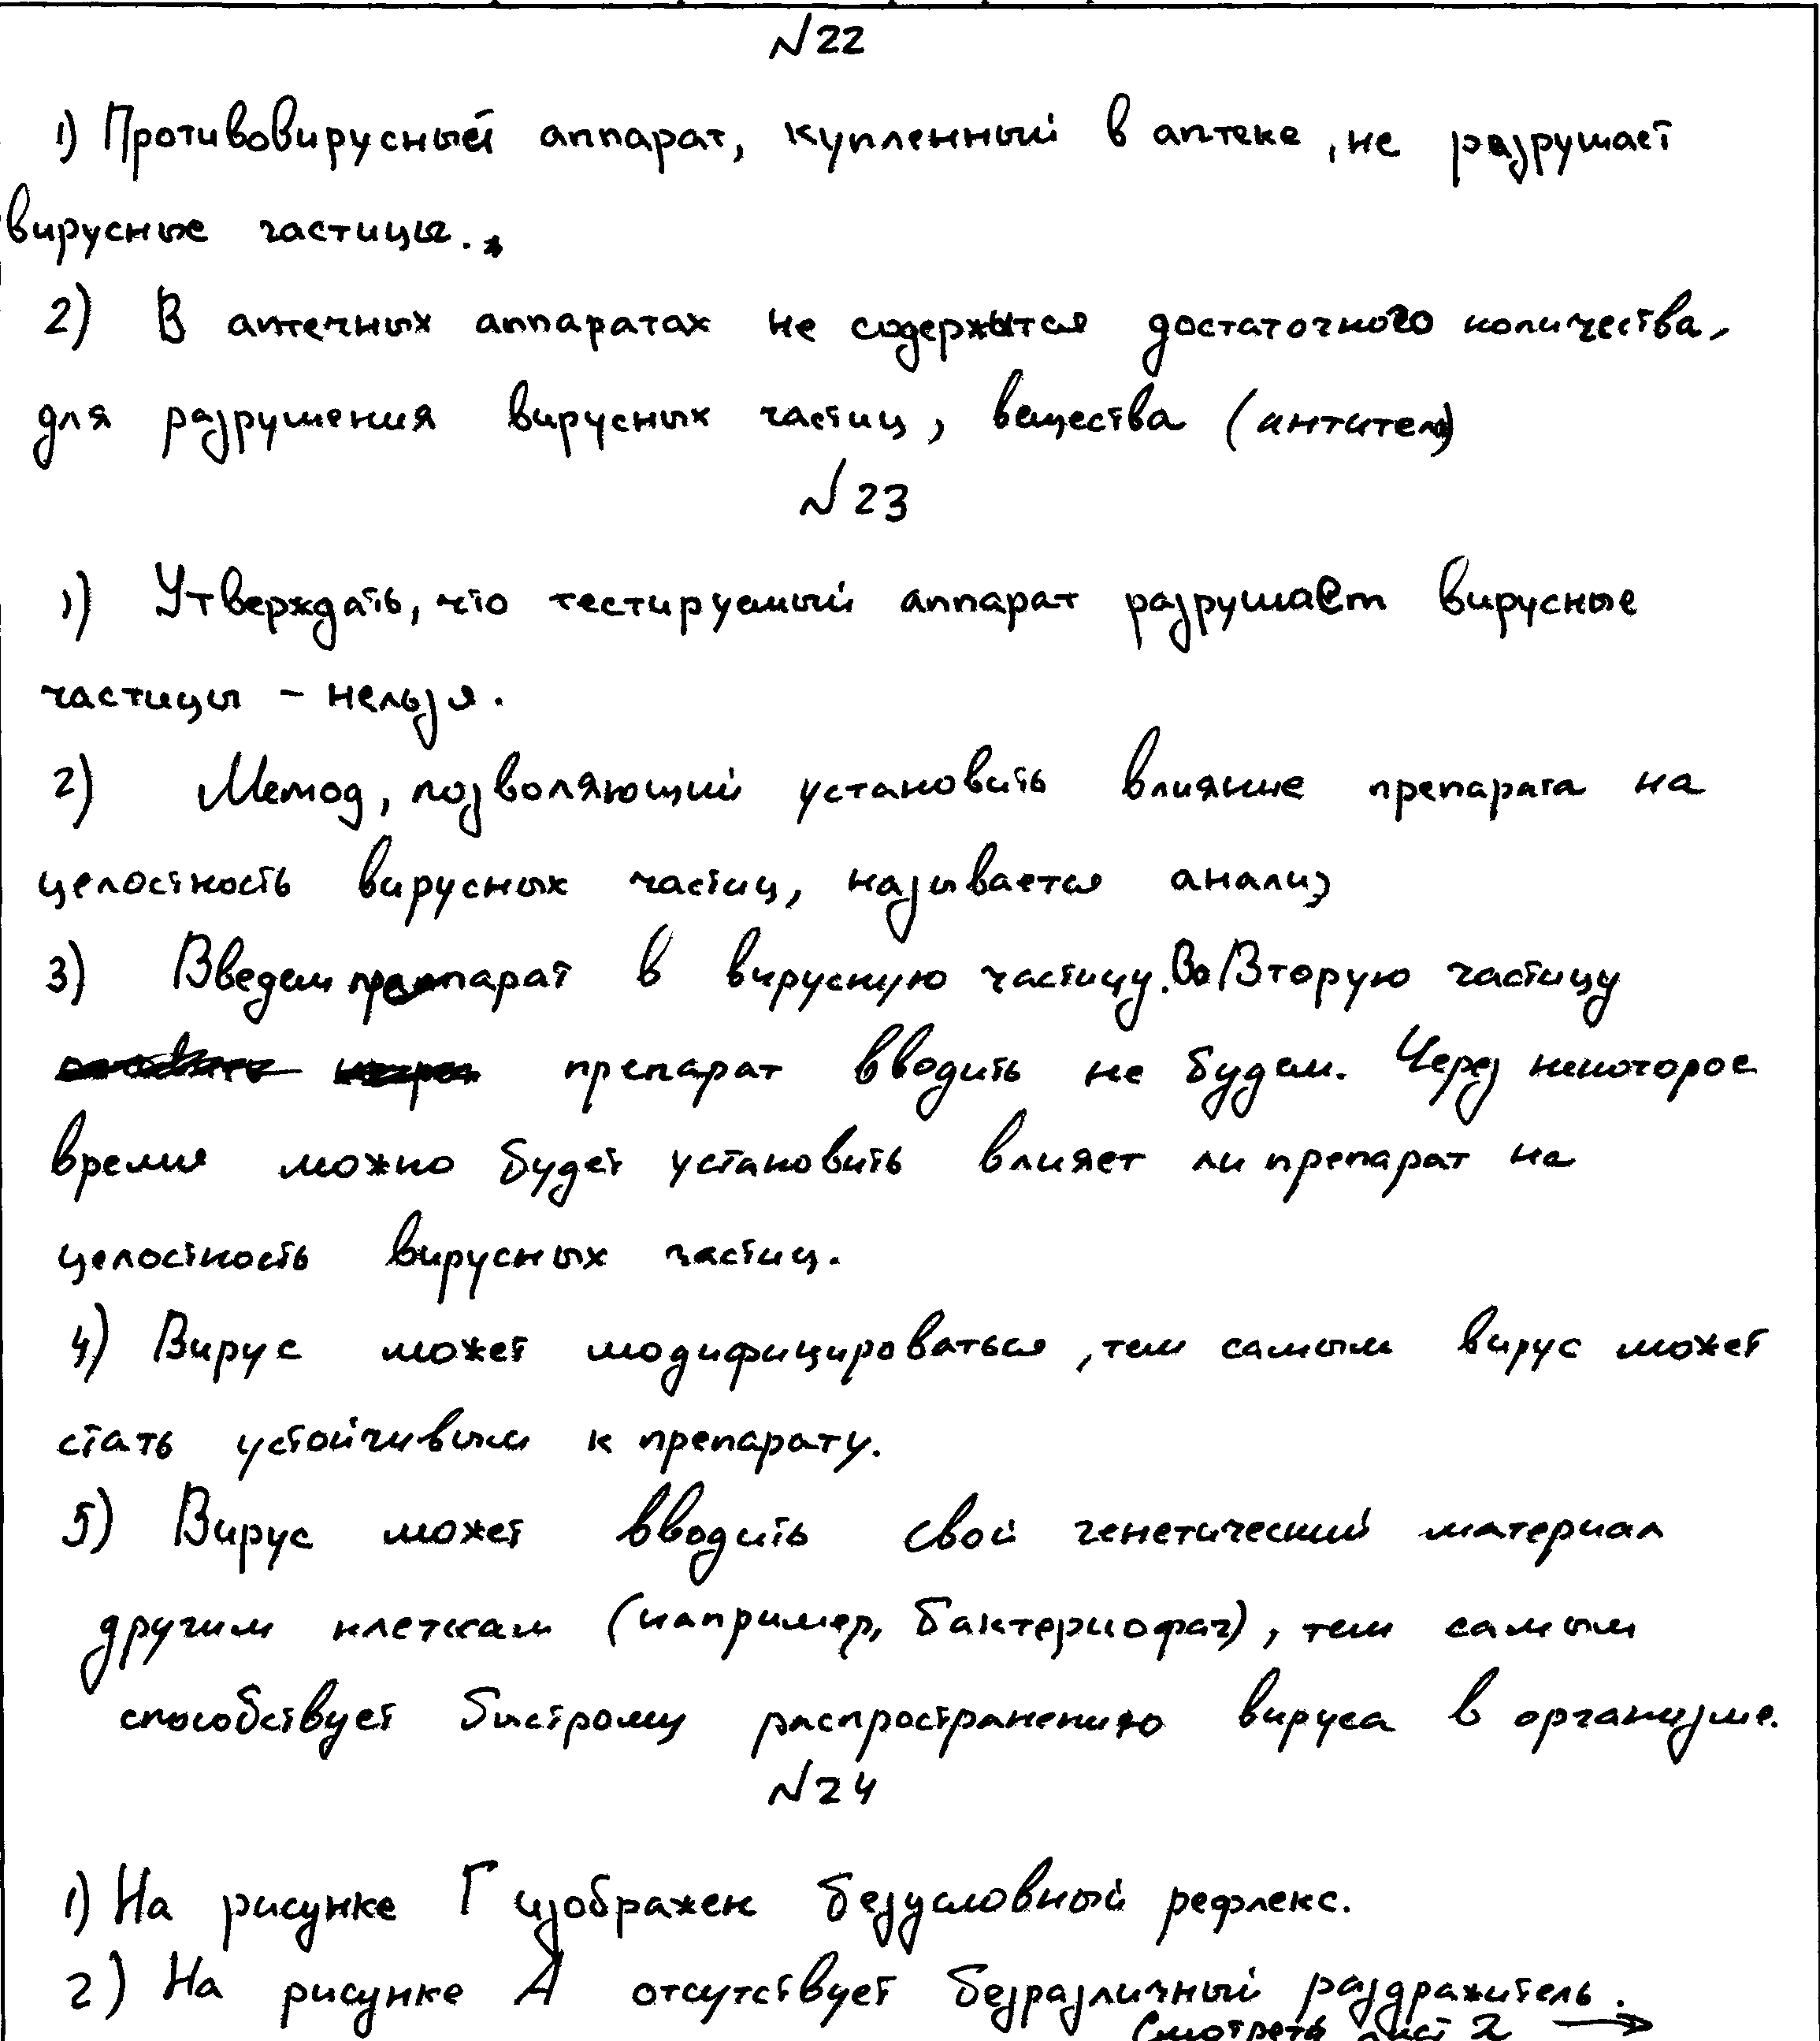 №22
1) Противовирусный аппарат, купленный в аптеке, не разрушает
вирусные частицы.
2) В аптечных аппаратах не содержытся достаточного количества,
для разрушения вирусных частиц, вещества (антител)
№23
1) Утверждать, что тестируемый аппарат разрушает вирусные
частицы – нельзя.
2) Метод, позволяющий установить влияние препарата на
целостность вирусных частиц, называется анализ
3) Введем препарат в вирусную частицу. Во Вторую частицу
препарат вводить не будем. Через некоторое
время можно будет установить влияет ли препарат на
целостность вирусных частиц.
4) Вирус может модифицироваться, тем самым вирус может
стать устойчивым к препарату.
5) Вирус может вводить свой генетический материал
другим клеткам (например, бактериофаг), тем самым
способствует быстрому распространению вируса в организме.
№24
1) На рисунке Г изображен безусловный рефлекс.
2) На рисунке А отсутствует безразличный раздражитель.
Смотреть лист 2 →